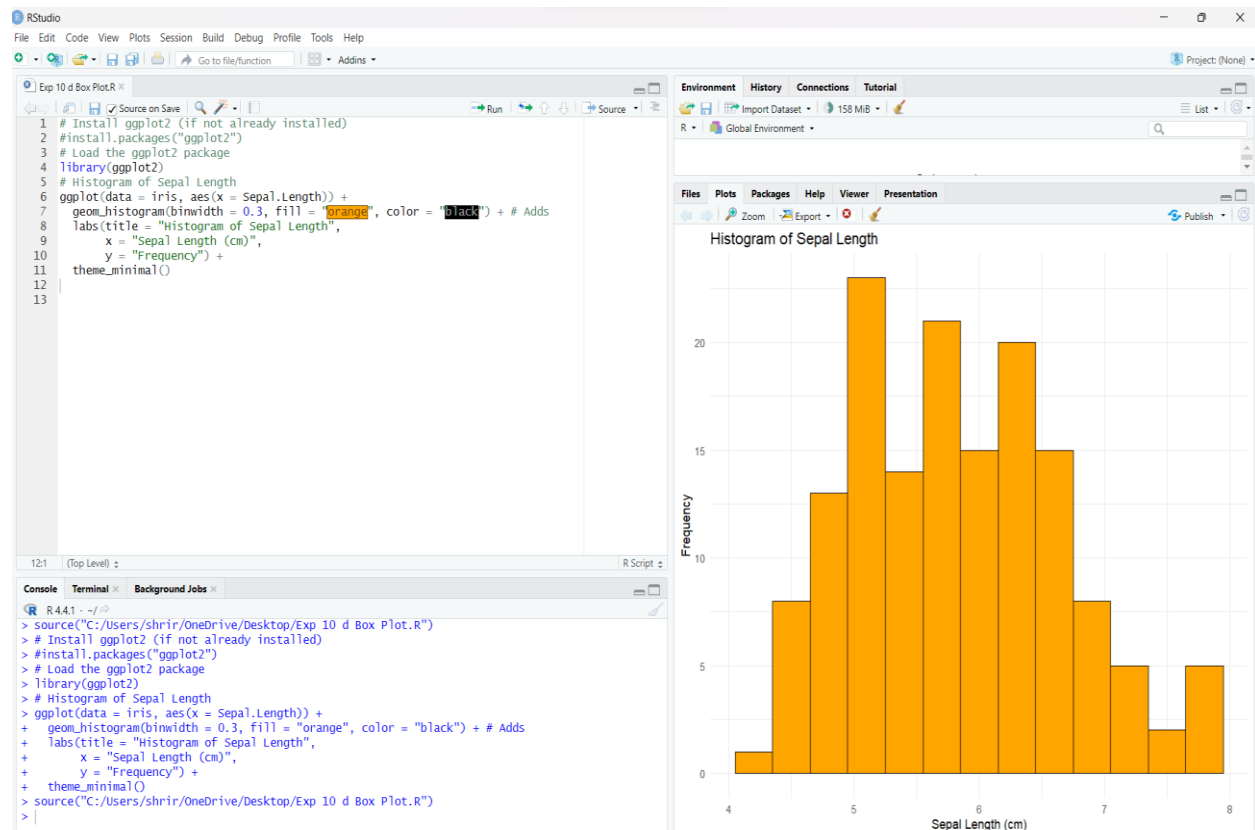 RStudio
File Edit Code View Plots Session Build Debug Profile Tools Help
Go to file/function Addins Project: (None)
Exp 10 d Box Plot.R
Source on Save Run Source
1 # Install ggplot2 (if not already installed)
2 #install.packages("ggplot2")
3 # Load the ggplot2 package
4 library(ggplot2)
5 # Histogram of Sepal Length
6 ggplot(data = iris, aes(x = Sepal.Length)) +
7 geom_histogram(binwidth = 0.3, fill = "orange", color = "black") + # Adds
8 labs(title = "Histogram of Sepal Length",
9 x = "Sepal Length (cm)",
10 y = "Frequency") +
11 theme_minimal()
12
13
12:1 (Top Level) R Script
Console Terminal Background Jobs
R R 4.4.1 · ~/
> source("C:/Users/shrir/OneDrive/Desktop/Exp 10 d Box Plot.R")
> # Install ggplot2 (if not already installed)
> #install.packages("ggplot2")
> # Load the ggplot2 package
> library(ggplot2)
> # Histogram of Sepal Length
> ggplot(data = iris, aes(x = Sepal.Length)) +
+ geom_histogram(binwidth = 0.3, fill = "orange", color = "black") + # Adds
+ labs(title = "Histogram of Sepal Length",
+ x = "Sepal Length (cm)",
+ y = "Frequency") +
+ theme_minimal()
> source("C:/Users/shrir/OneDrive/Desktop/Exp 10 d Box Plot.R")
>
Environment History Connections Tutorial
Import Dataset 158 MiB List
R Global Environment
Files Plots Packages Help Viewer Presentation
Zoom Export Publish
Histogram of Sepal Length
Frequency
20
15
10
5
0
4 5 6 7 8
Sepal Length (cm)